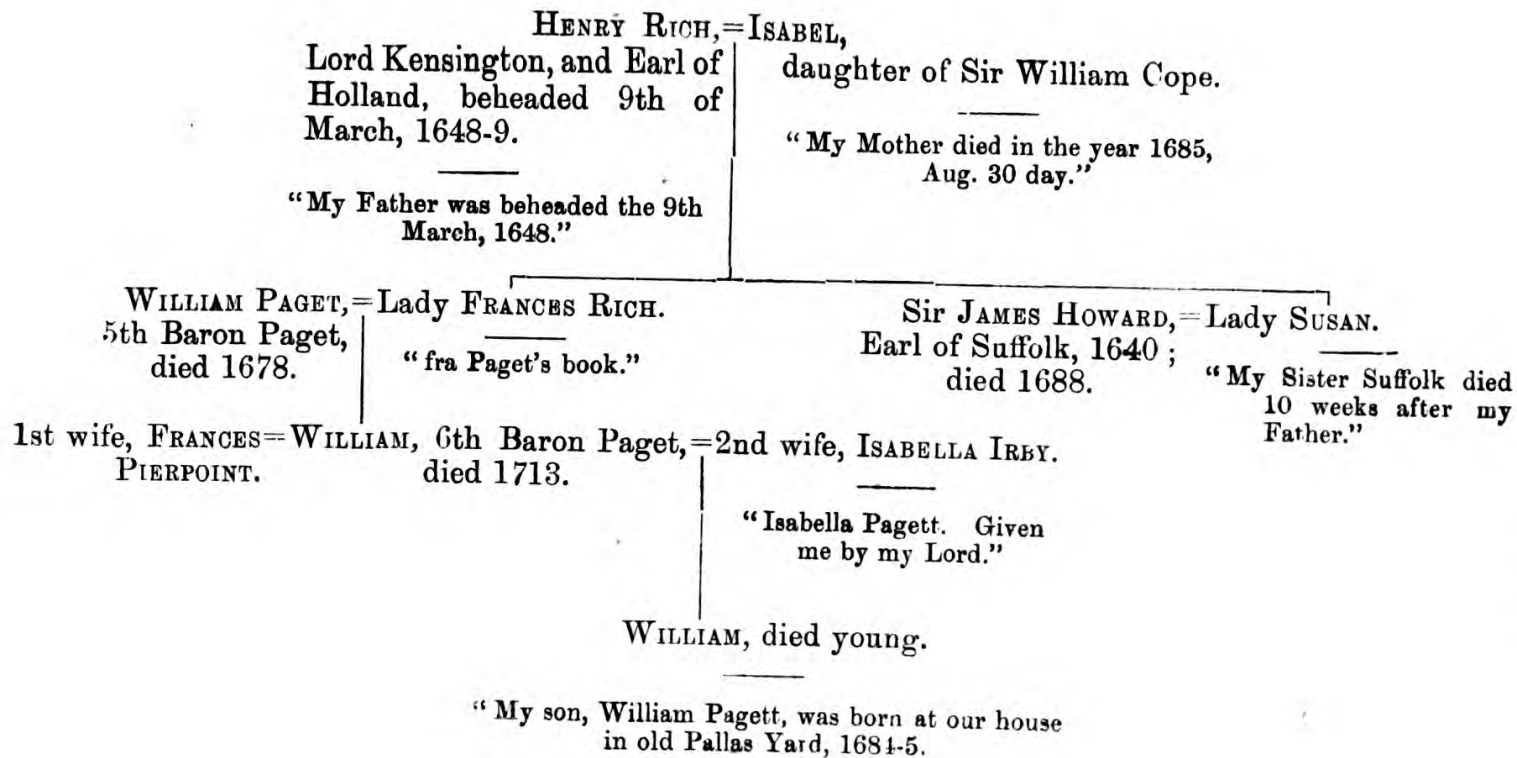 HENRY RICH,=ISABEL,
Lord Kensington, and Earl of
Holland, beheaded 9th of
March, 1648-9.
daughter of Sir William Cope.
"My Mother died in the year 1685,
Aug. 30 day."
"My Father was beheaded the 9th
March, 1648."
WILLIAM PAGET,=Lady FRANCES RICH.
5th Baron Paget,
died 1678.
"fra Paget's book."
Sir JAMES HOWARD,=Lady SUSAN.
Earl of Suffolk, 1640;
died 1688.
"My Sister Suffolk died
10 weeks after my
Father."
1st wife, FRANCES=WILLIAM, 6th Baron Paget,=2nd wife, ISABELLA IRBY.
PIERPOINT.
died 1713.
"Isabella Pagett. Given
me by my Lord."
WILLIAM, died young.
"My son, William Pagett, was born at our house
in old Pallas Yard, 1684-5.